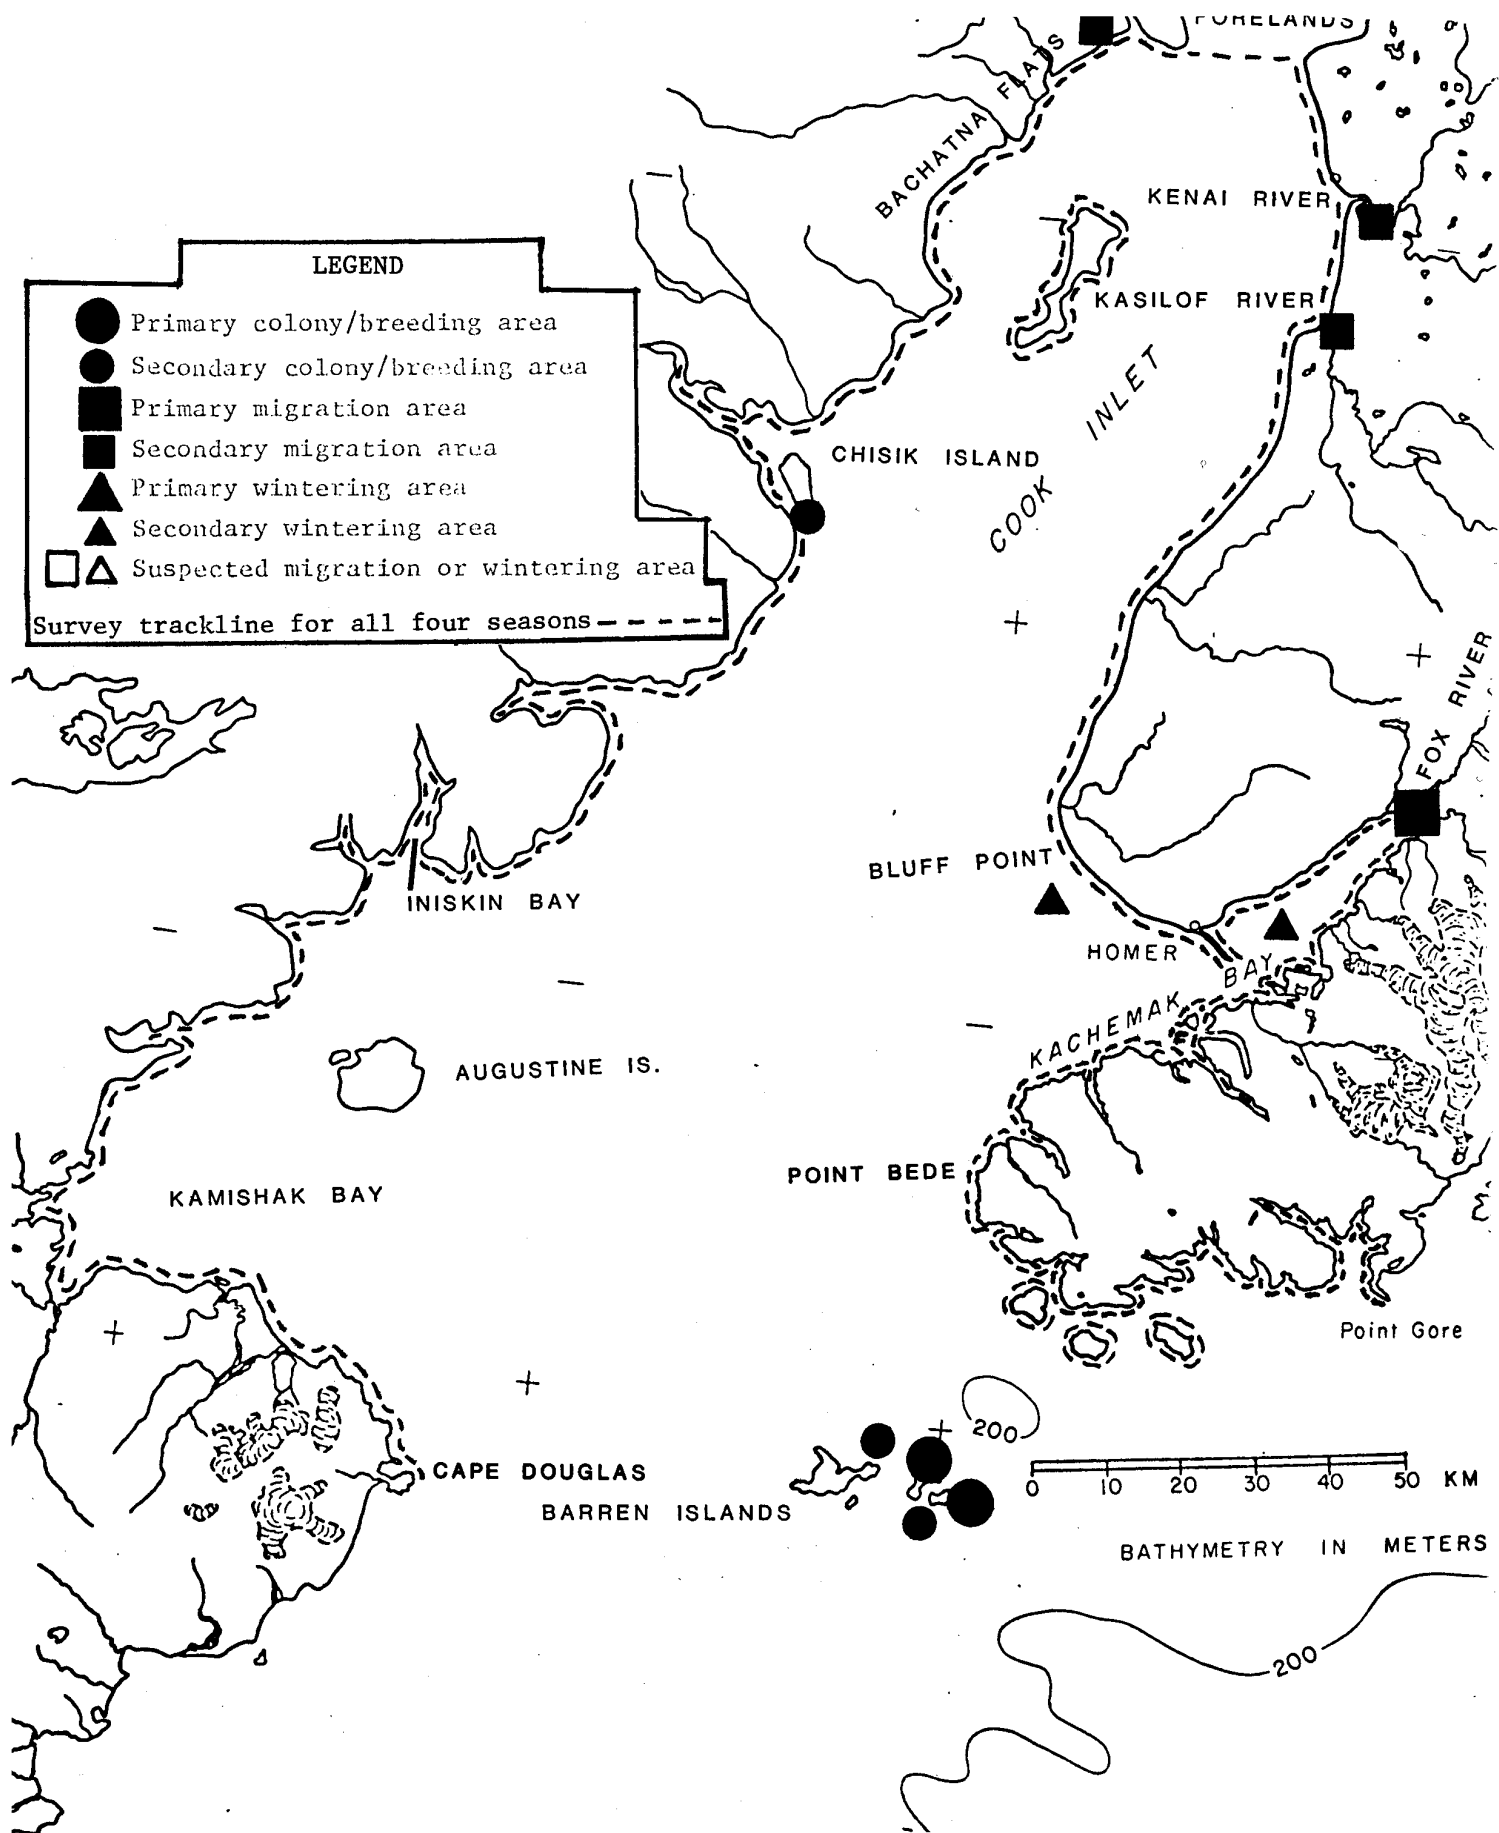 FORELANDS
BACHATNA FLATS
KENAI RIVER
KASILOF RIVER
LEGEND
Primary colony/breeding area
Secondary colony/breeding area
Primary migration area
Secondary migration area
Primary wintering area
Secondary wintering area
Suspected migration or wintering area
Survey trackline for all four seasons
CHISIK ISLAND
COOK INLET
FOX RIVER
BLUFF POINT
INISKIN BAY
HOMER
KACHEMAK BAY
AUGUSTINE IS.
POINT BEDE
KAMISHAK BAY
Point Gore
200
CAPE DOUGLAS
BARREN ISLANDS
0 10 20 30 40 50 KM
BATHYMETRY IN METERS
200